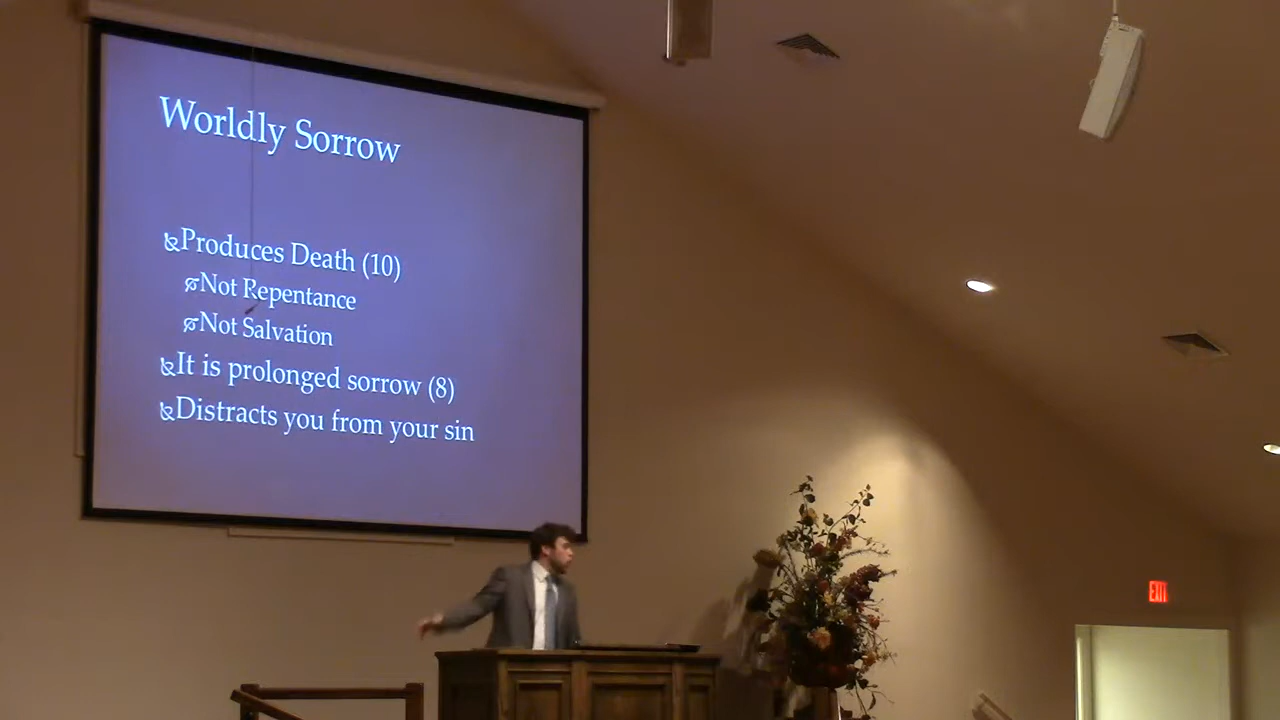 Worldly Sorrow
Produces Death (10)
Not Repentance
Not Salvation
It is prolonged sorrow (8)
Distracts you from your sin
EXIT